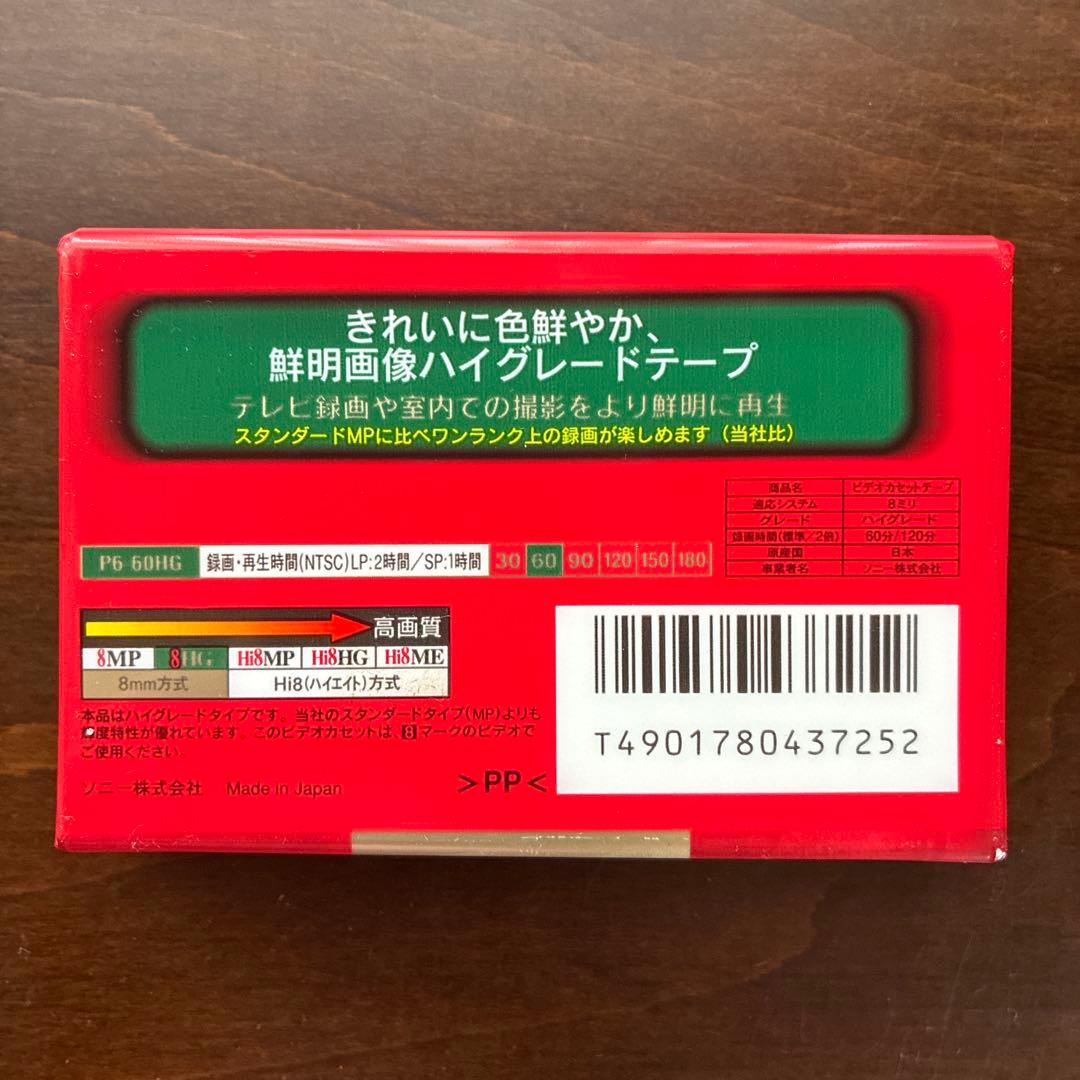 きれいに色鮮やか、
鮮明画像ハイグレードテープ
テレビ録画や室内での撮影をより鮮明に再生
スタンダードMPに比べワンランク上の録画が楽しめます（当社比）
商品名 ビデオカセットテープ
適応システム 8ミリ
グレード ハイグレード
録画時間(標準/2倍) 60分/120分
原産国 日本
事業者名 ソニー株式会社
P6 60HG 録画・再生時間(NTSC)LP:2時間/SP:1時間 30 60 90 120 150 180
高画質
8MP 8HG Hi8MP Hi8HG Hi8ME
8mm方式 Hi8(ハイエイト)方式
本品はハイグレードタイプです。当社のスタンダードタイプ(MP)よりも
輝度特性が優れています。このビデオカセットは、8マークのビデオで
ご使用ください。
ソニー株式会社 Made in Japan >PP<
T4901780437252